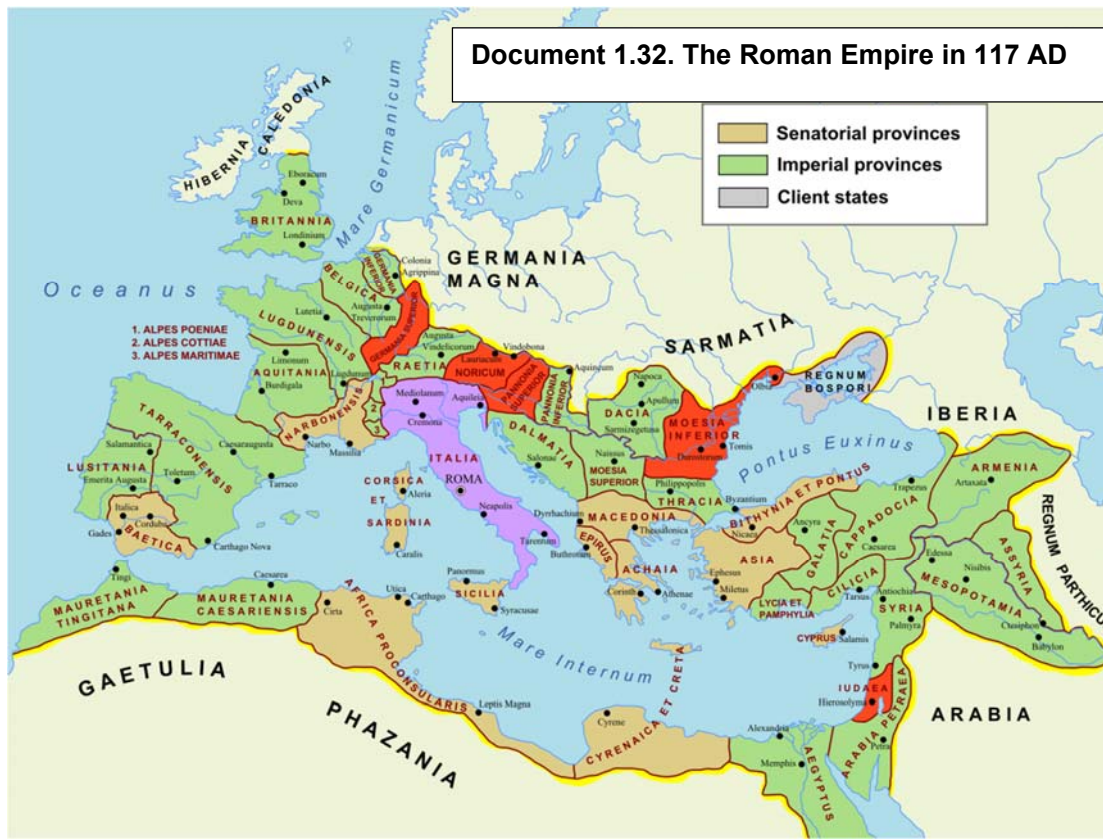 Document 1.32. The Roman Empire in 117 AD
Senatorial provinces
Imperial provinces
Client states
HIBERNIA
CALEDONIA
Eboracum
Deva
BRITANNIA
Londinium
Mare Germanicum
Oceanus
GERMANIA
MAGNA
SARMATIA
GERMANIA
INFERIOR
Colonia
Agrippina
BELGICA
Augusta
Treverorum
Lutetia
LUGDUNENSIS
GERMANIA SUPERIOR
1. ALPES POENIAE
2. ALPES COTTIAE
3. ALPES MARITIMAE
Limonum
AQUITANIA
Burdigala
Lugdunum
Augusta
Vindelicorum
RAETIA
Lauriacum
NORICUM
Vindobona
PANNONIA
SUPERIOR
PANNONIA
INFERIOR
Aquincum
Napoca
Apullum
DACIA
Sarmizegetusa
MOESIA
INFERIOR
Durostorum
Tomis
Olbia
REGNUM
BOSPORI
IBERIA
Pontus Euxinus
NARBONENSIS
Narbo
Massilia
1
2
3
Mediolanum
Cremona
Aquileia
ITALIA
ROMA
Neapolis
Tarentum
DALMATIA
Salonae
Naissus
MOESIA
SUPERIOR
Philippopolis
THRACIA
Byzantium
TARRACONENSIS
Salamantica
Caesaraugusta
LUSITANIA
Toletum
Emerita Augusta
Tarraco
Italica
Corduba
BAETICA
Gades
Carthago Nova
CORSICA
ET
SARDINIA
Aleria
Caralis
Dyrrhachium
MACEDONIA
Thessalonica
EPIRUS
Buthrotum
ACHAIA
Corinth
Athenae
BITHYNIA ET PONTUS
Nicaea
Trapezus
ARMENIA
Artaxata
Ancyra
GALATIA
CAPPADOCIA
Caesarea
ASIA
Ephesus
Miletus
LYCIA ET
PAMPHYLIA
CILICIA
Tarsus
Antiochia
SYRIA
Palmyra
CYPRUS
Salamis
Edessa
Nisibis
MESOPOTAMIA
ASSYRIA
Ctesiphon
Babylon
REGNUM PARTHICUM
Tingi
MAURETANIA
TINGITANA
Caesarea
MAURETANIA
CAESARIENSIS
Utica
Carthago
AFRICA PROCONSULARIS
Panormus
SICILIA
Syracusae
Mare Internum
Leptis Magna
Cyrene
CYRENAICA ET CRETA
Tyrus
IUDAEA
Hierosolyma
ARABIA PETRAEA
Petra
ARABIA
Alexandria
Memphis
AEGYPTUS
GAETULIA
PHAZANIA